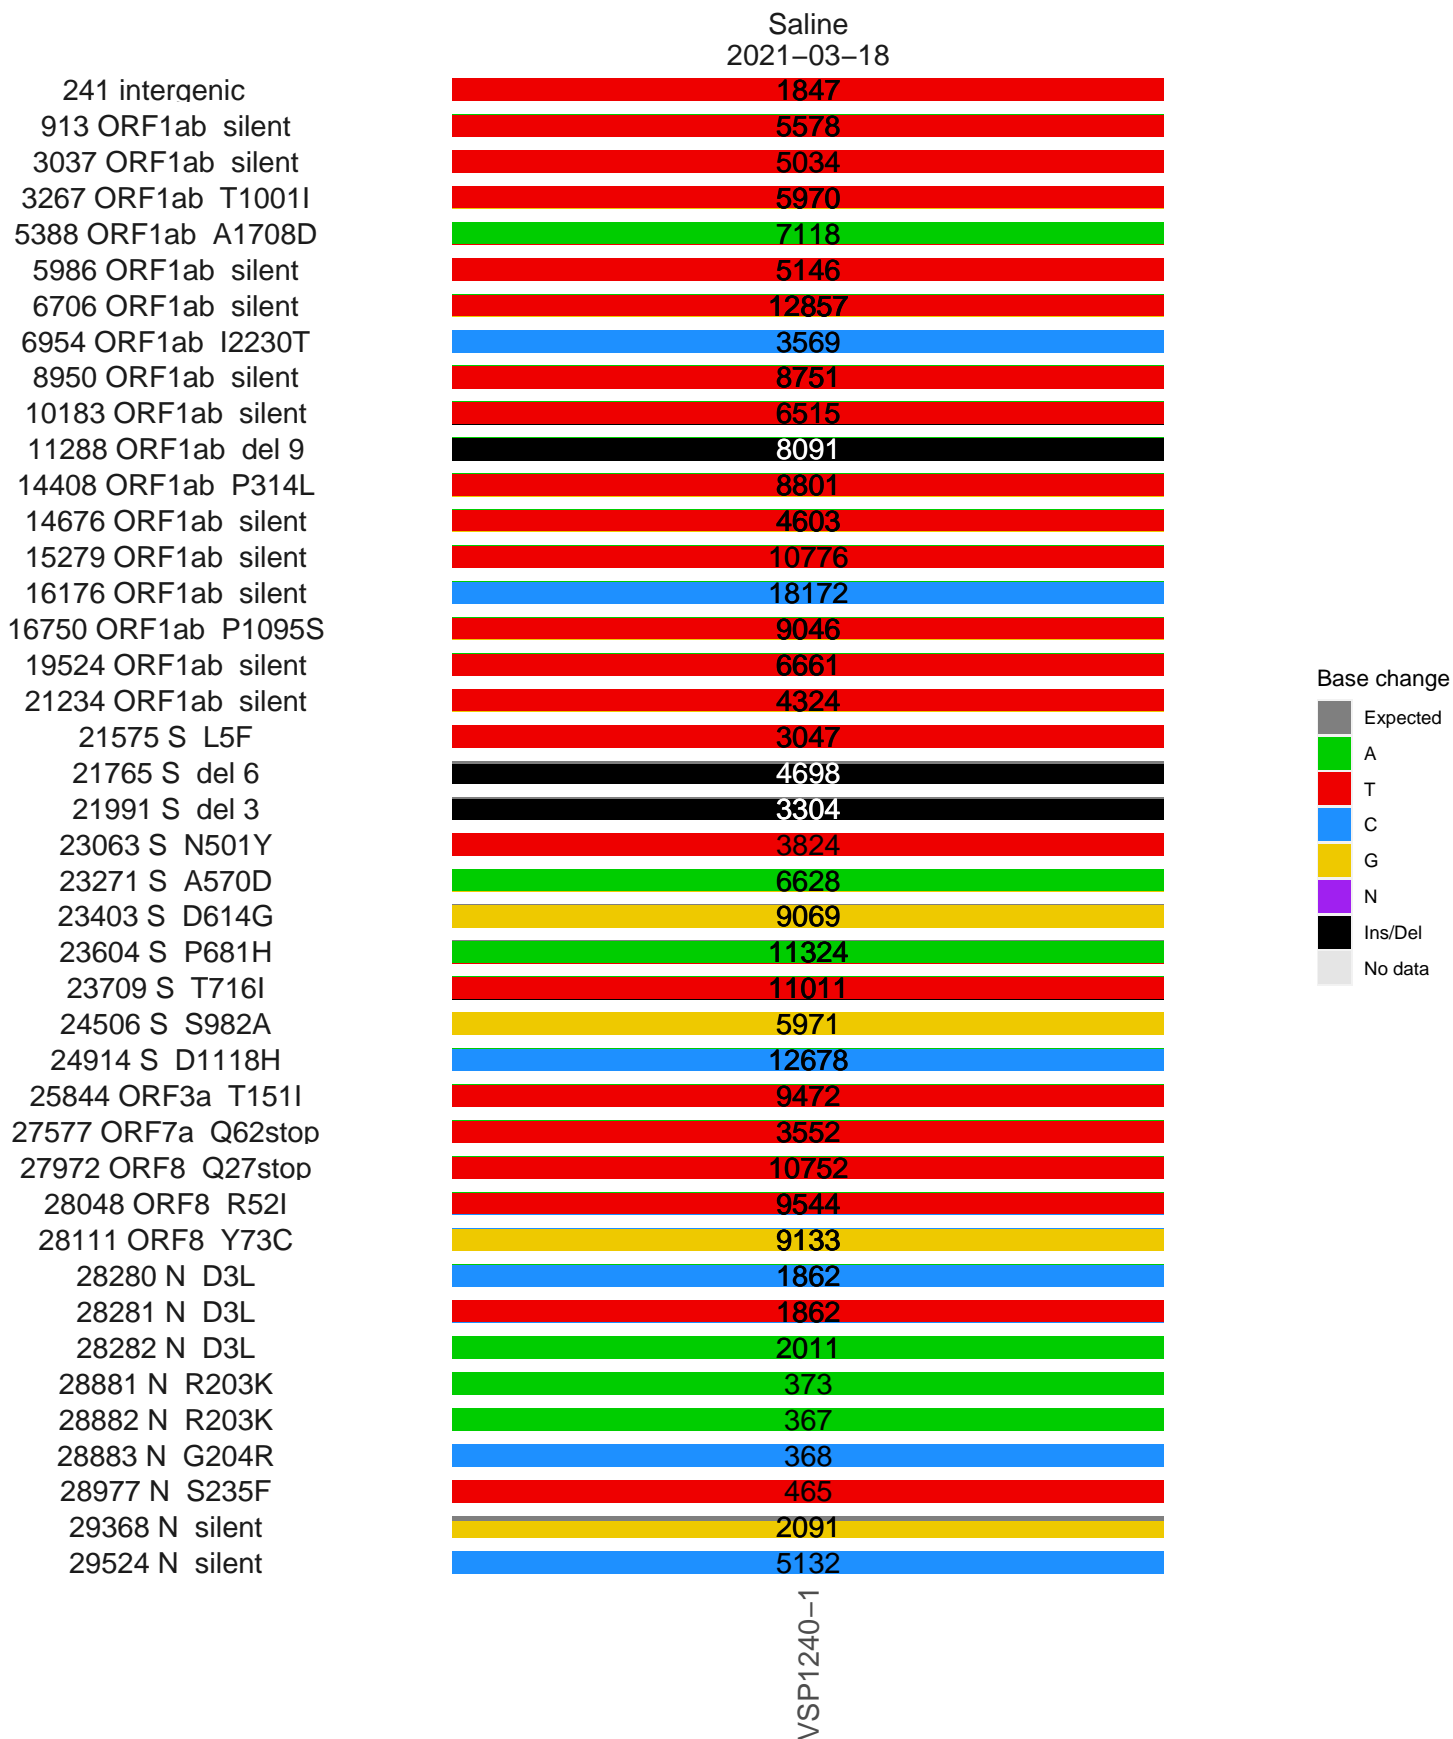 Saline
2021−03−18
241 intergenic 1847
913 ORF1ab silent 5578
3037 ORF1ab silent 5034
3267 ORF1ab T1001I 5970
5388 ORF1ab A1708D 7118
5986 ORF1ab silent 5146
6706 ORF1ab silent 12857
6954 ORF1ab I2230T 3569
8950 ORF1ab silent 8751
10183 ORF1ab silent 6515
11288 ORF1ab del 9 8091
14408 ORF1ab P314L 8801
14676 ORF1ab silent 4603
15279 ORF1ab silent 10776
16176 ORF1ab silent 18172
16750 ORF1ab P1095S 9046
19524 ORF1ab silent 6661
21234 ORF1ab silent 4324
21575 S L5F 3047
21765 S del 6 4698
21991 S del 3 3304
23063 S N501Y 3824
23271 S A570D 6628
23403 S D614G 9069
23604 S P681H 11324
23709 S T716I 11011
24506 S S982A 5971
24914 S D1118H 12678
25844 ORF3a T151I 9472
27577 ORF7a Q62stop 3552
27972 ORF8 Q27stop 10752
28048 ORF8 R52I 9544
28111 ORF8 Y73C 9133
28280 N D3L 1862
28281 N D3L 1862
28282 N D3L 2011
28881 N R203K 373
28882 N R203K 367
28883 N G204R 368
28977 N S235F 465
29368 N silent 2091
29524 N silent 5132
VSP1240−1
Base change
Expected
A
T
C
G
N
Ins/Del
No data